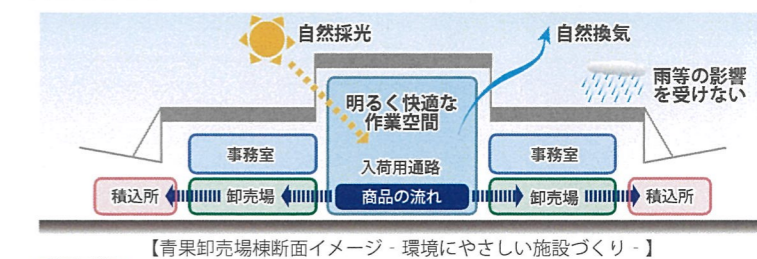 自然採光
自然換気
雨等の影響
を受けない
明るく快適な
作業空間
事務室
入荷用通路
事務室
積込所
卸売場
商品の流れ
卸売場
積込所
【青果卸売場棟断面イメージ - 環境にやさしい施設づくり - 】